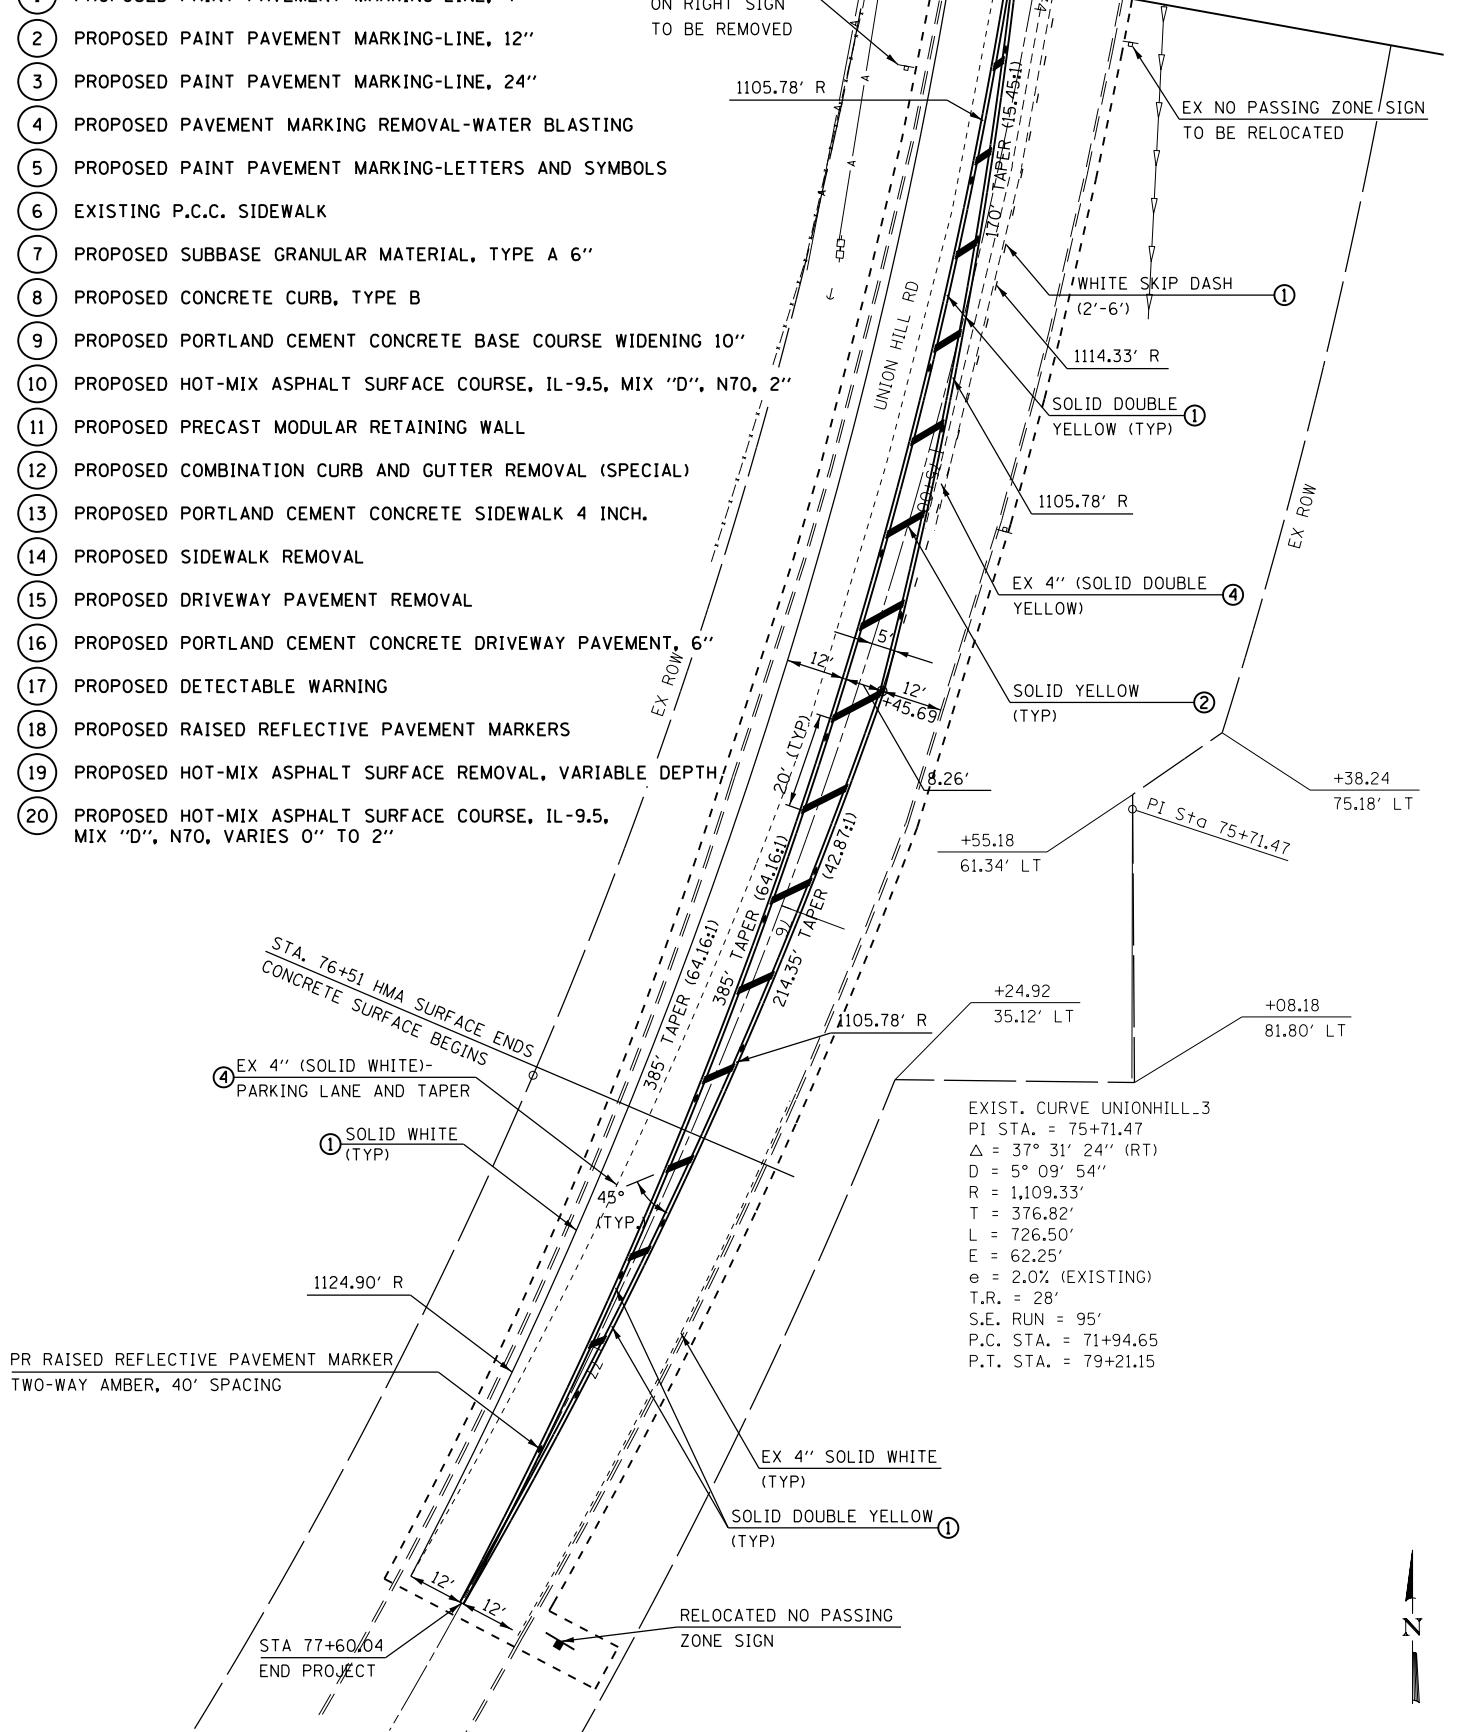 2 PROPOSED PAINT PAVEMENT MARKING-LINE, 12"
3 PROPOSED PAINT PAVEMENT MARKING-LINE, 24"
4 PROPOSED PAVEMENT MARKING REMOVAL-WATER BLASTING
5 PROPOSED PAINT PAVEMENT MARKING-LETTERS AND SYMBOLS
6 EXISTING P.C.C. SIDEWALK
7 PROPOSED SUBBASE GRANULAR MATERIAL, TYPE A 6"
8 PROPOSED CONCRETE CURB, TYPE B
9 PROPOSED PORTLAND CEMENT CONCRETE BASE COURSE WIDENING 10"
10 PROPOSED HOT-MIX ASPHALT SURFACE COURSE, IL-9.5, MIX "D", N70, 2"
11 PROPOSED PRECAST MODULAR RETAINING WALL
12 PROPOSED COMBINATION CURB AND GUTTER REMOVAL (SPECIAL)
13 PROPOSED PORTLAND CEMENT CONCRETE SIDEWALK 4 INCH.
14 PROPOSED SIDEWALK REMOVAL
15 PROPOSED DRIVEWAY PAVEMENT REMOVAL
16 PROPOSED PORTLAND CEMENT CONCRETE DRIVEWAY PAVEMENT, 6"
17 PROPOSED DETECTABLE WARNING
18 PROPOSED RAISED REFLECTIVE PAVEMENT MARKERS
19 PROPOSED HOT-MIX ASPHALT SURFACE REMOVAL, VARIABLE DEPTH
20 PROPOSED HOT-MIX ASPHALT SURFACE COURSE, IL-9.5,
MIX "D", N70, VARIES 0" TO 2"
ON RIGHT SIGN
TO BE REMOVED
1105.78' R
EX NO PASSING ZONE SIGN
TO BE RELOCATED
170' TAPER (15.45:1)
UNION HILL RD
WHITE SKIP DASH 1
(2'-6')
1114.33' R
SOLID DOUBLE 1
YELLOW (TYP)
1105.78' R
EX ROW
EX 4" (SOLID DOUBLE 4
YELLOW)
5'
12'
12'
+45.69
SOLID YELLOW 2
(TYP)
EX ROW
20' (TYP)
8.26'
+38.24
75.18' LT
PI Sta 75+71.47
+55.18
61.34' LT
385' TAPER (64.16:1)
385' TAPER (64.16:1)
214.35' TAPER (42.87:1)
STA. 76+51 HMA SURFACE ENDS
CONCRETE SURFACE BEGINS
+24.92
35.12' LT
+08.18
81.80' LT
1105.78' R
4 EX 4" (SOLID WHITE)-
PARKING LANE AND TAPER
1 SOLID WHITE
(TYP)
45°
(TYP.)
EXIST. CURVE UNIONHILL_3
PI STA. = 75+71.47
Δ = 37° 31' 24" (RT)
D = 5° 09' 54"
R = 1,109.33'
T = 376.82'
L = 726.50'
E = 62.25'
e = 2.0% (EXISTING)
T.R. = 28'
S.E. RUN = 95'
P.C. STA. = 71+94.65
P.T. STA. = 79+21.15
1124.90' R
PR RAISED REFLECTIVE PAVEMENT MARKER
TWO-WAY AMBER, 40' SPACING
EX 4" SOLID WHITE
(TYP)
SOLID DOUBLE YELLOW 1
(TYP)
12'
12'
RELOCATED NO PASSING
ZONE SIGN
STA 77+60.04
END PROJECT
N